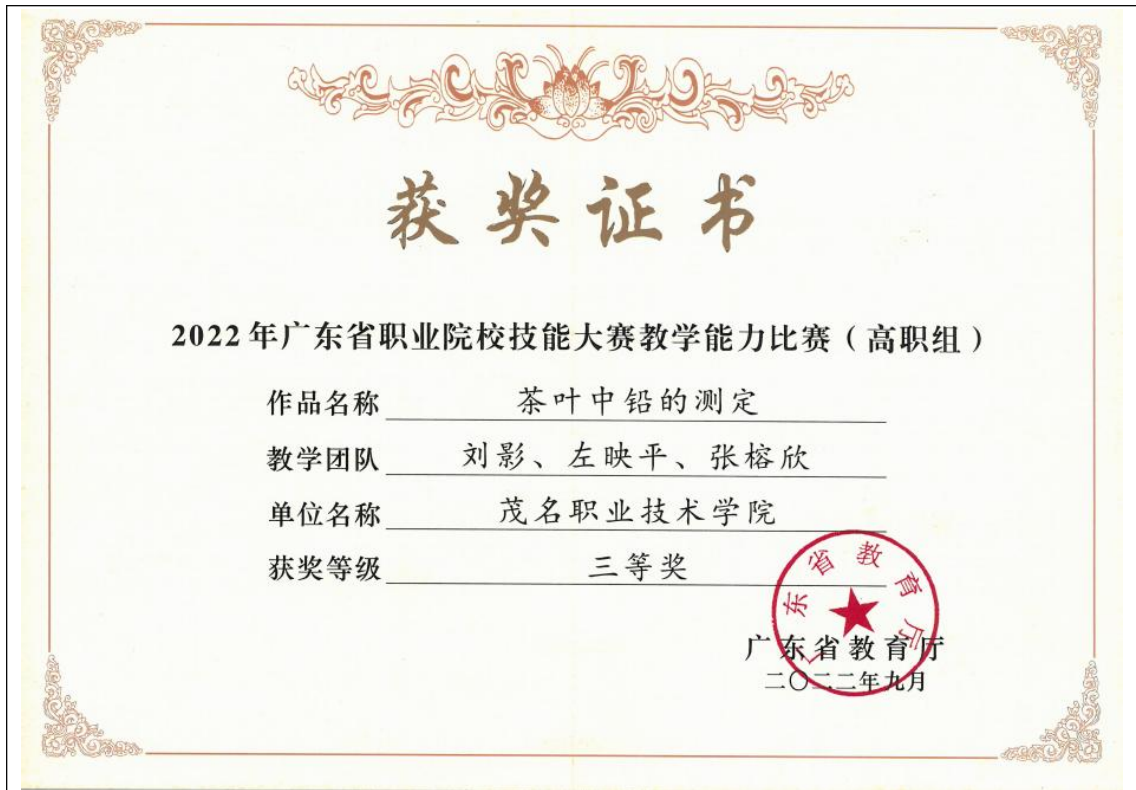 获奖证书
2022年广东省职业院校技能大赛教学能力比赛（高职组）
作品名称 茶叶中铅的测定
教学团队 刘影、左映平、张榕欣
单位名称 茂名职业技术学院
获奖等级 三等奖
广东省教育厅
广东省教育厅
二〇二二年九月